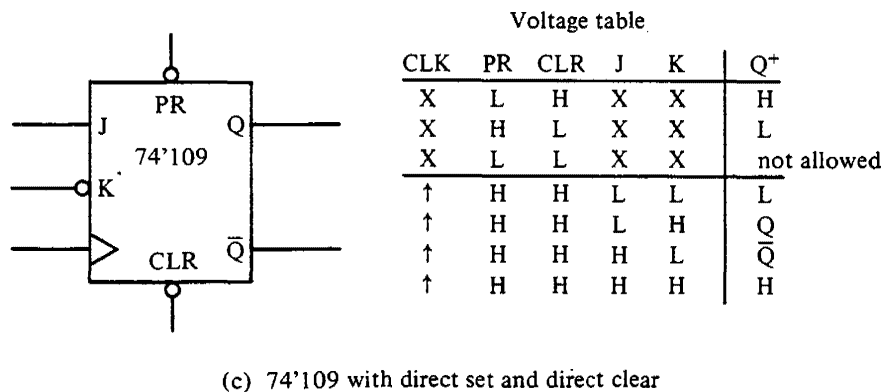 PR
J
Q
74'109
K
CLR
Q̅
Voltage table
CLK PR CLR J K Q⁺
X L H X X H
X H L X X L
X L L X X not allowed
↑ H H L L L
↑ H H L H Q
↑ H H H L Q̅
↑ H H H H H
(c) 74'109 with direct set and direct clear